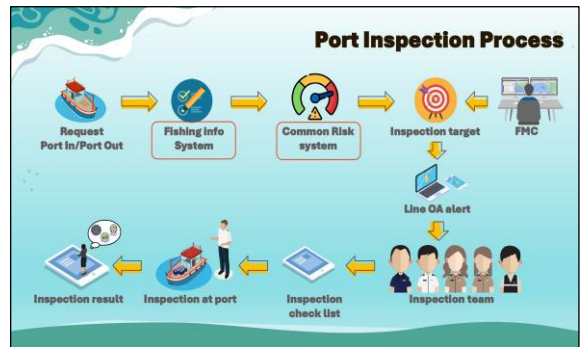 Port Inspection Process
Request
Port In/Port Out
Fishing info
System
Common Risk
system
Inspection target
FMC
Line OA alert
Inspection team
Inspection
check list
Inspection at port
Inspection result